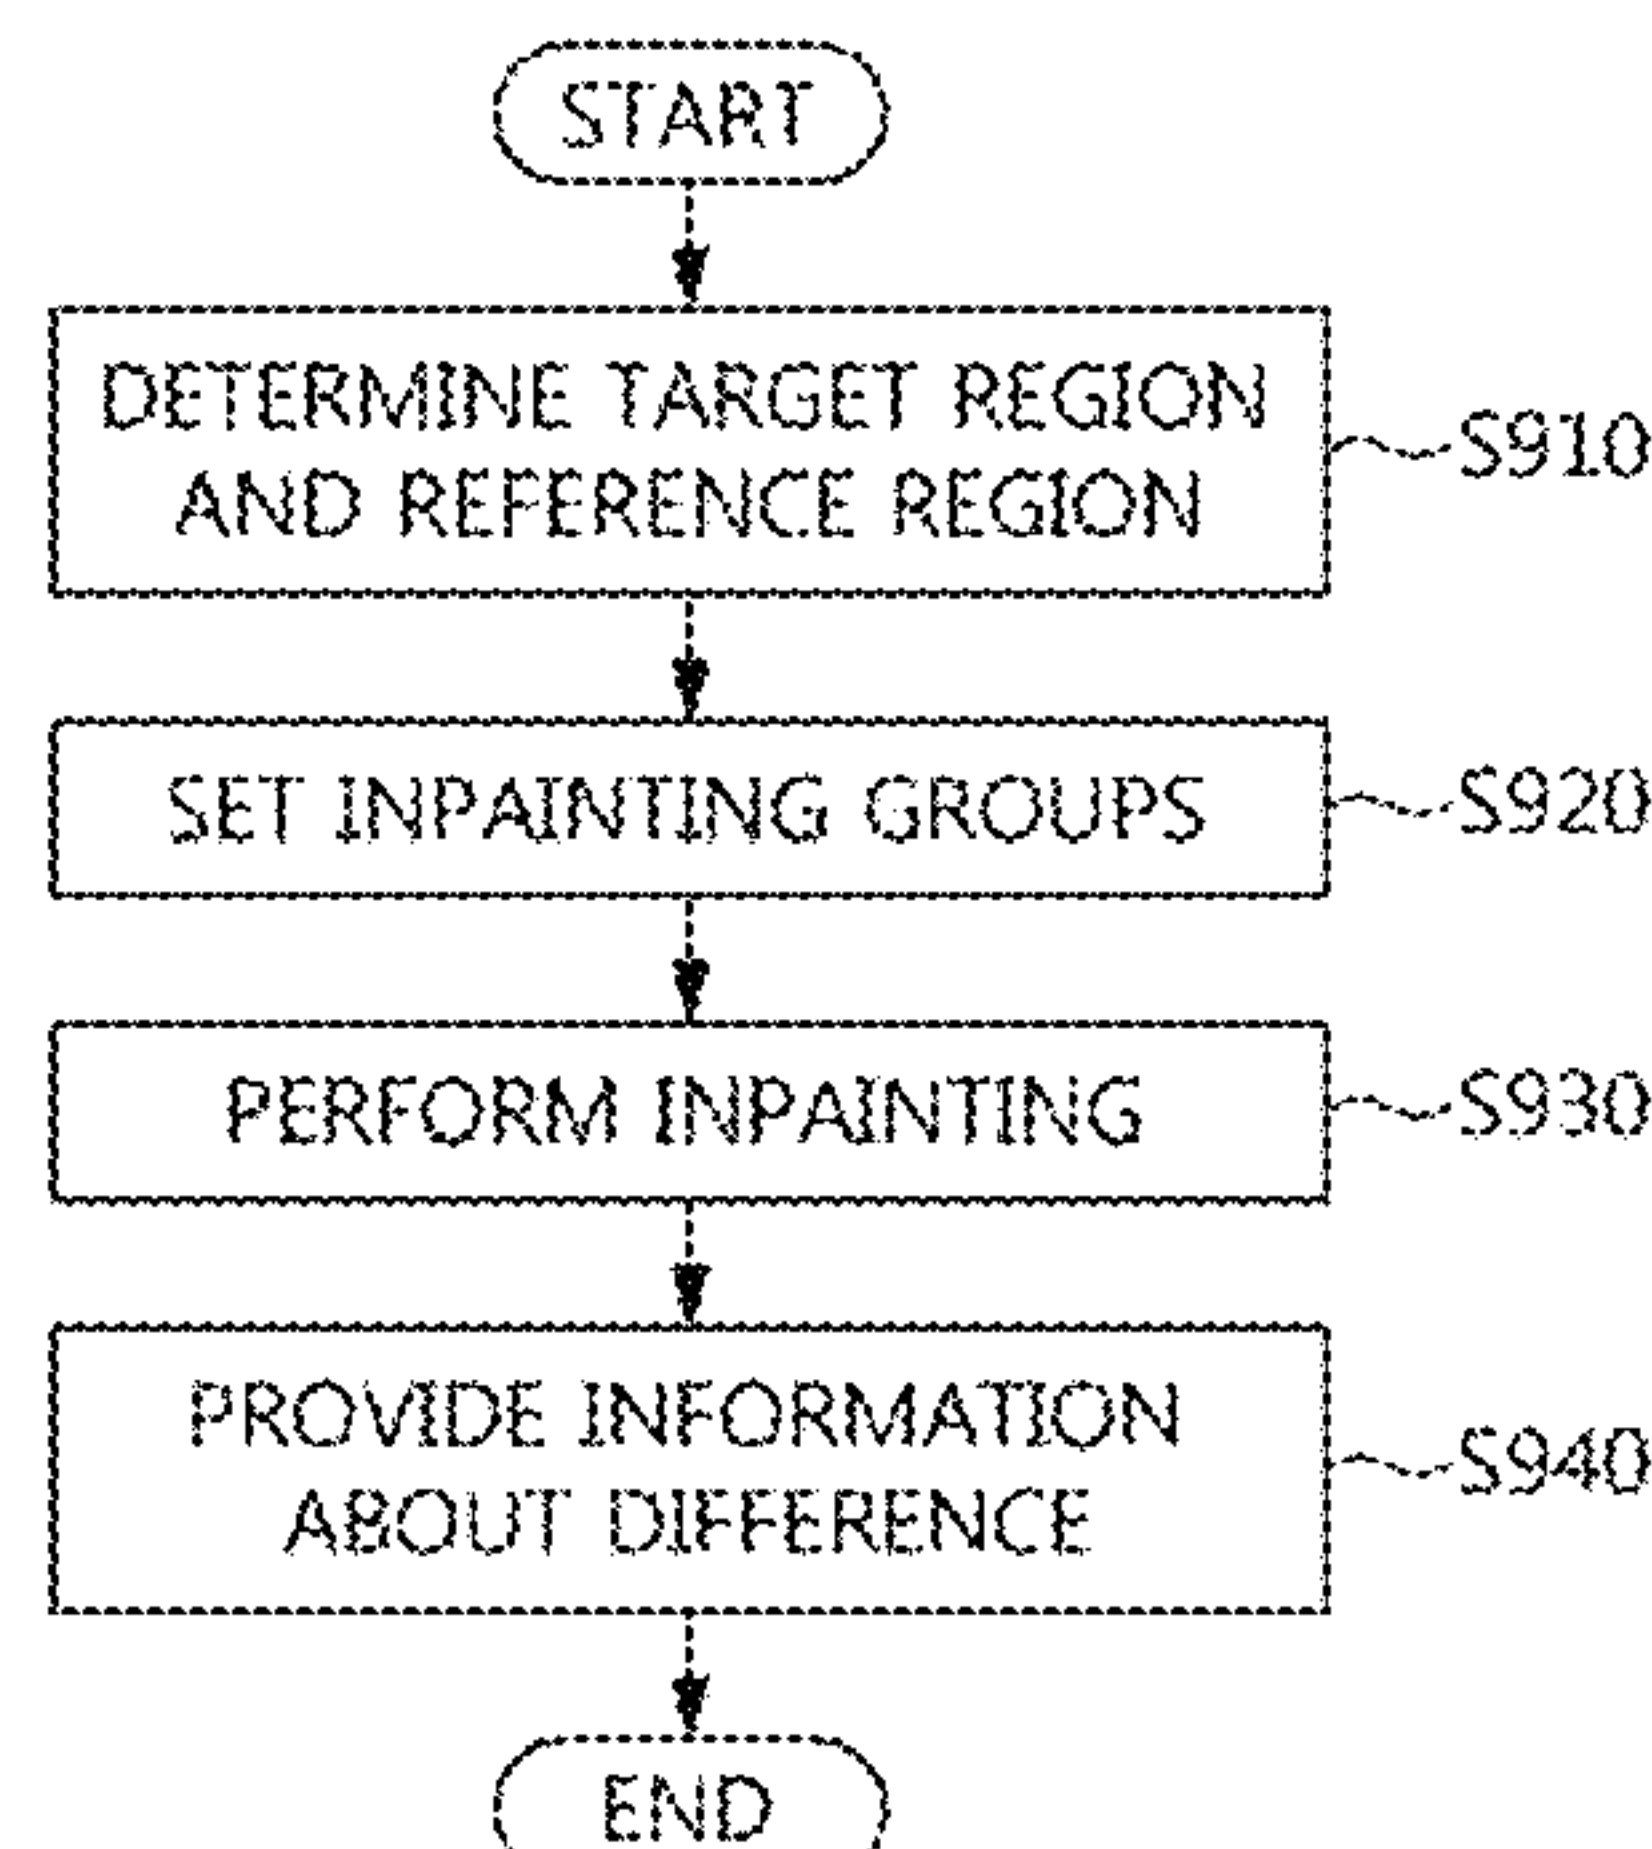 START
DETERMINE TARGET REGION
AND REFERENCE REGION
S910
SET INPAINTING GROUPS
S920
PERFORM INPAINTING
S930
PROVIDE INFORMATION
ABOUT DIFFERENCE
S940
END